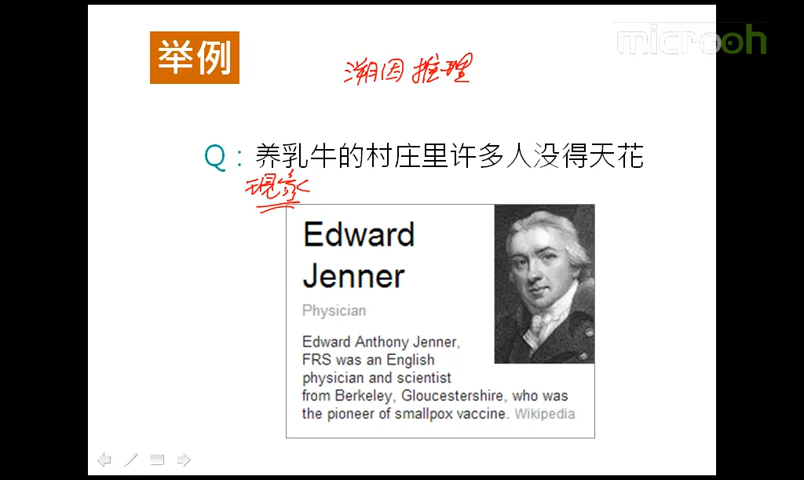 举例
microoh
溯因推理
Q：养乳牛的村庄里许多人没得天花
现象
Edward
Jenner
Physician
Edward Anthony Jenner,
FRS was an English
physician and scientist
from Berkeley, Gloucestershire, who was
the pioneer of smallpox vaccine. Wikipedia